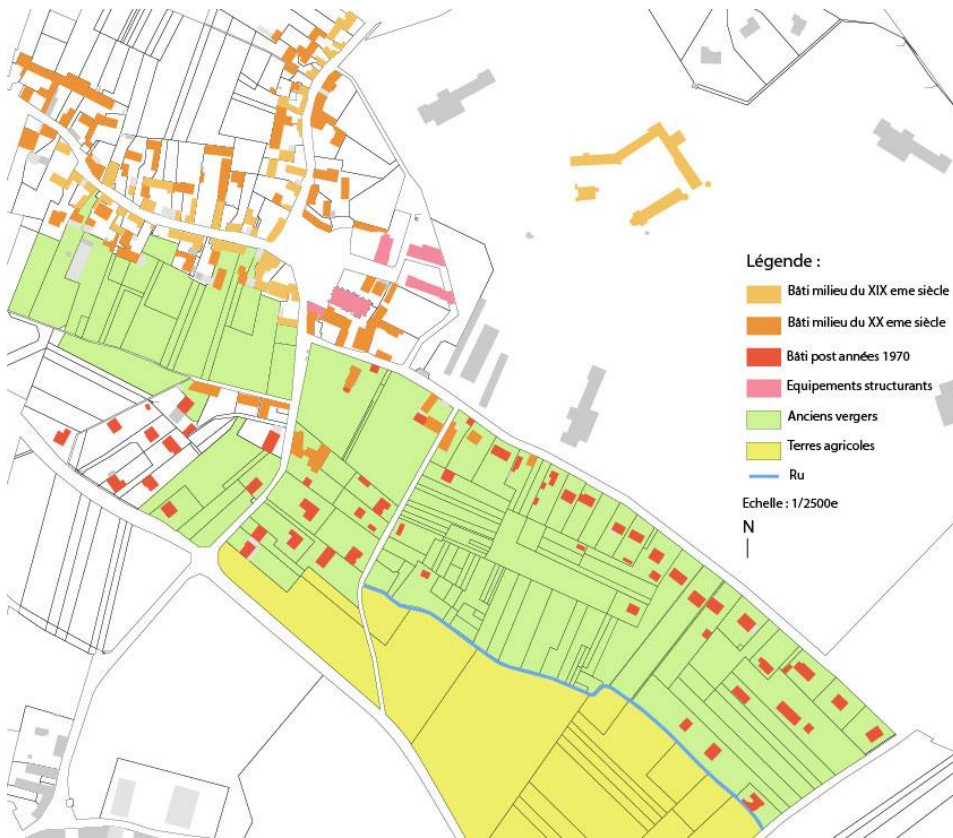 Légende :
Bâti milieu du XIX eme siècle
Bâti milieu du XX eme siècle
Bâti post années 1970
Equipements structurants
Anciens vergers
Terres agricoles
Ru
Echelle : 1/2500e
N